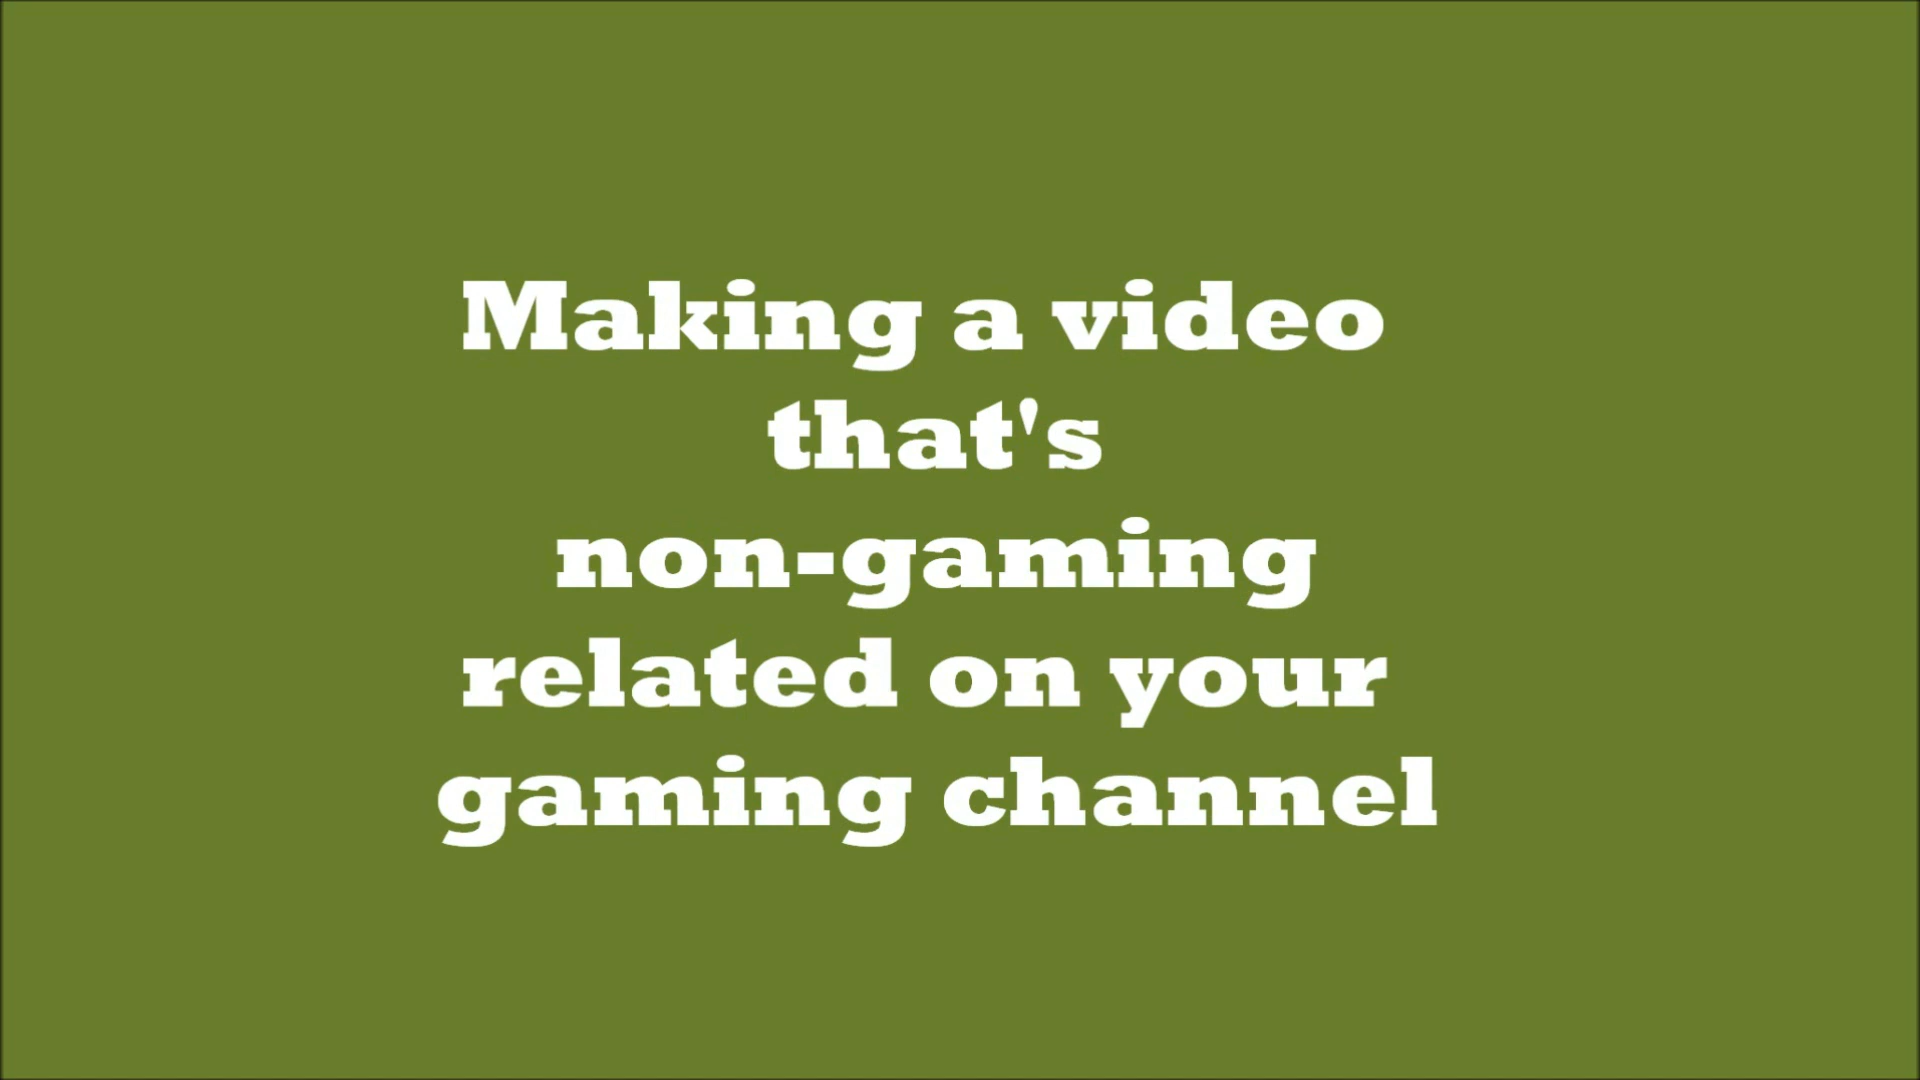 Making a video
that's
non-gaming
related on your
gaming channel